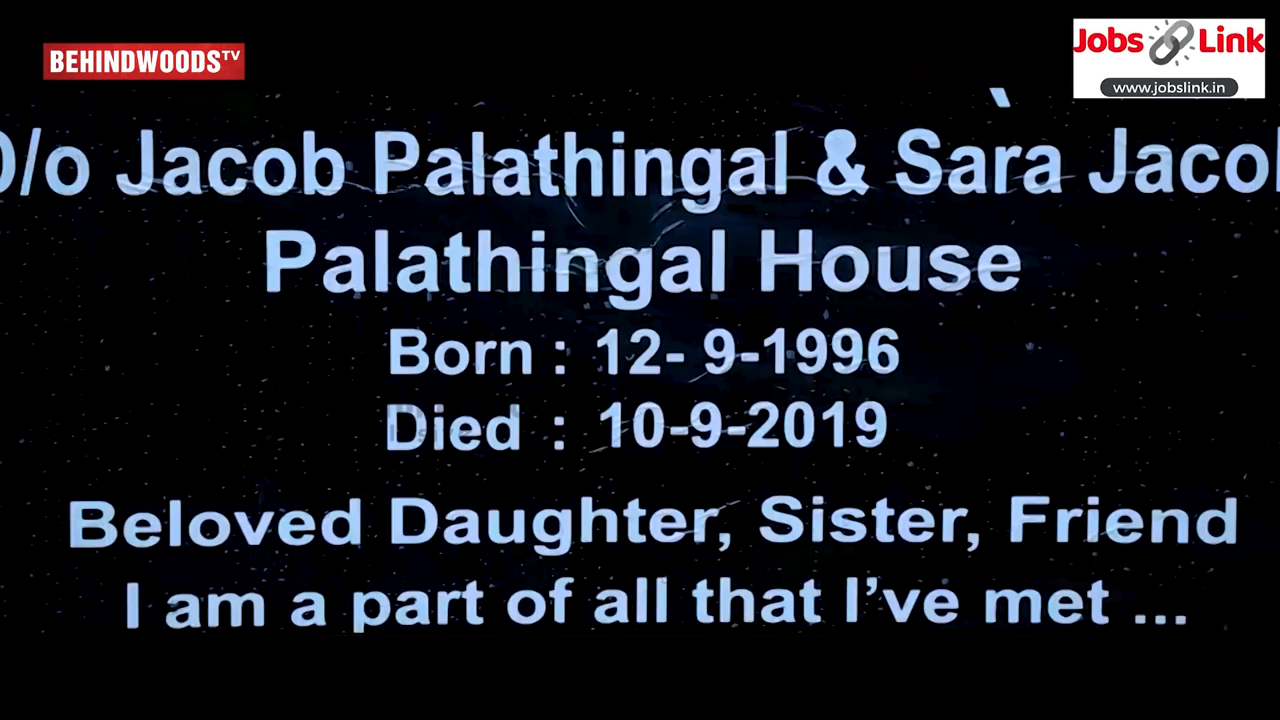 BEHINDWOODS TV
Jobs Link
www.jobslink.in
D/o Jacob Palathingal & Sara Jacob
Palathingal House
Born : 12- 9-1996
Died : 10-9-2019
Beloved Daughter, Sister, Friend
I am a part of all that I've met ...